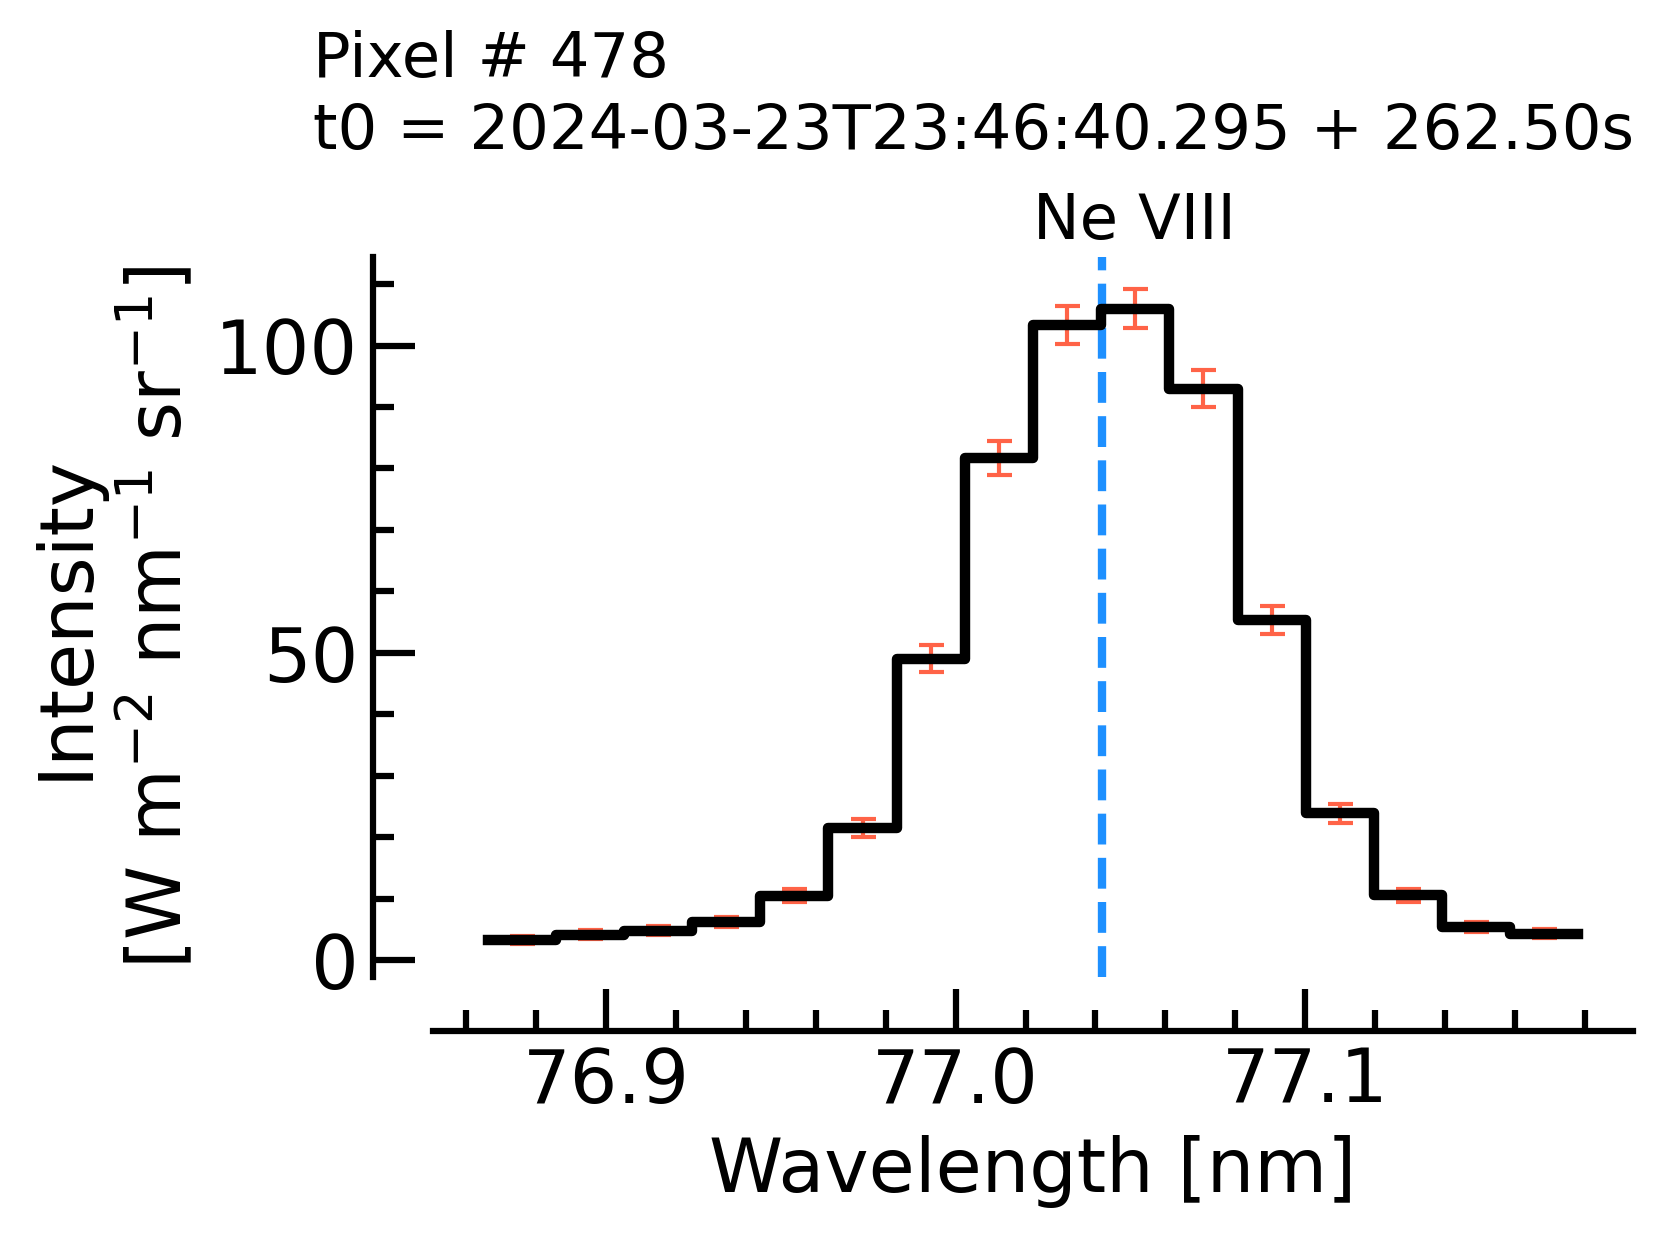 Pixel # 478
t0 = 2024-03-23T23:46:40.295 + 262.50s
Ne VIII
Intensity
[W m⁻² nm⁻¹ sr⁻¹]
100
50
0
76.9 77.0 77.1
Wavelength [nm]